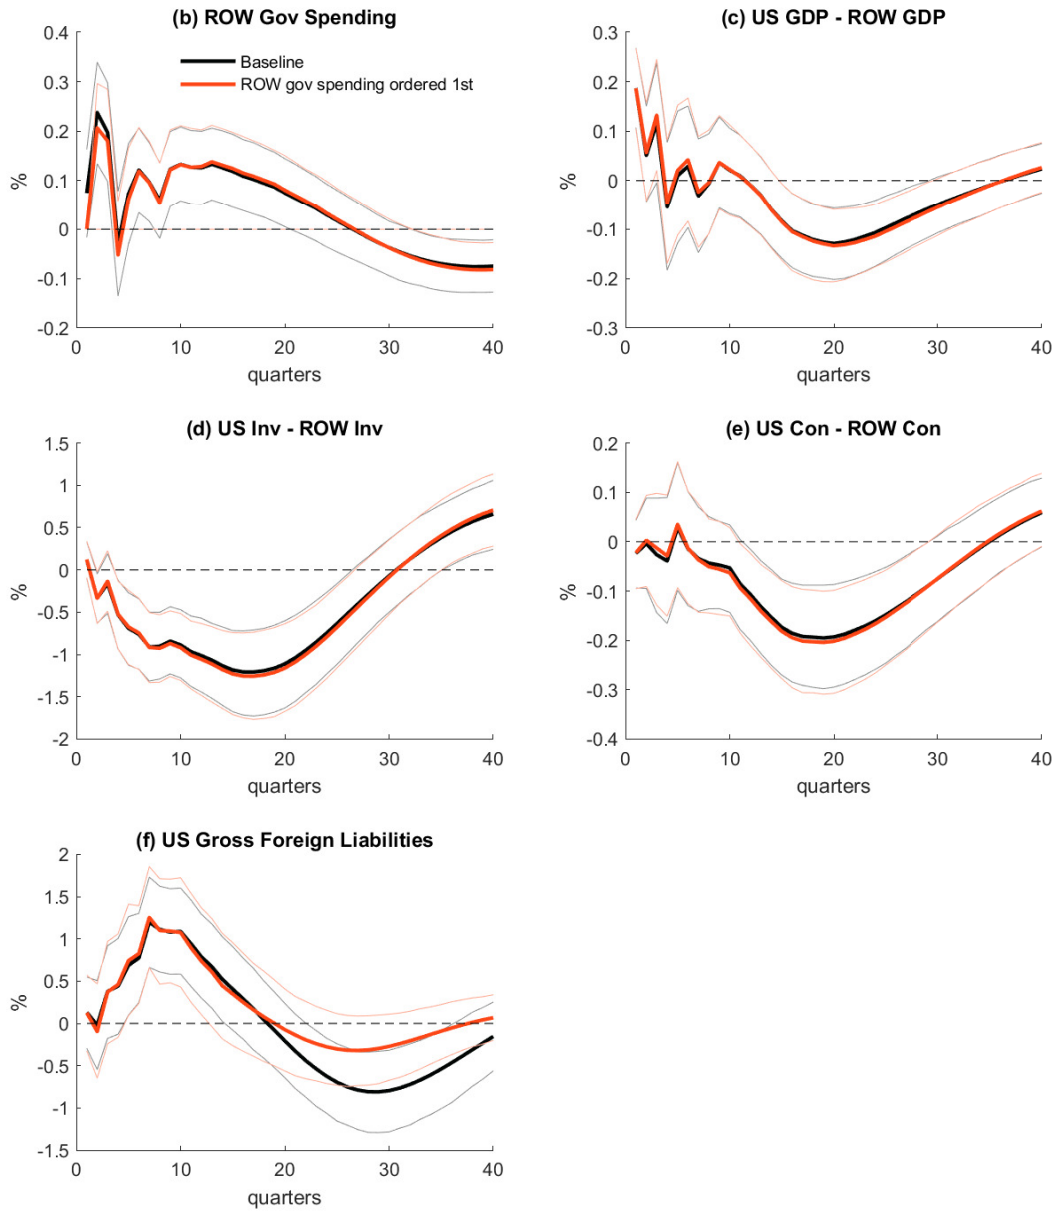 (b) ROW Gov Spending
0.4
0.3
0.2
0.1
0
-0.1
-0.2
%
Baseline
ROW gov spending ordered 1st
0 10 20 30 40
quarters
(c) US GDP - ROW GDP
0.3
0.2
0.1
0
-0.1
-0.2
-0.3
%
0 10 20 30 40
quarters
(d) US Inv - ROW Inv
1.5
1
0.5
0
-0.5
-1
-1.5
-2
%
0 10 20 30 40
quarters
(e) US Con - ROW Con
0.2
0.1
0
-0.1
-0.2
-0.3
-0.4
%
0 10 20 30 40
quarters
(f) US Gross Foreign Liabilities
2
1.5
1
0.5
0
-0.5
-1
-1.5
%
0 10 20 30 40
quarters